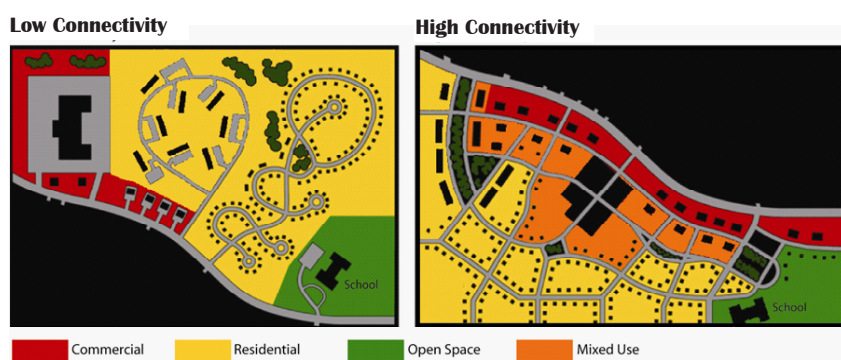 Low Connectivity
High Connectivity
School
School
Commercial
Residential
Open Space
Mixed Use